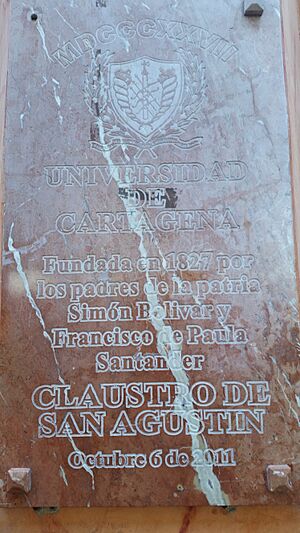 MDCCCXXVII
UNIVERSIDAD
DE
CARTAGENA
Fundada en 1827 por
los padres de la patria
Simón Bolívar y
Francisco de Paula
Santander
CLAUSTRO DE
SAN AGUSTIN
Octubre 6 de 2011